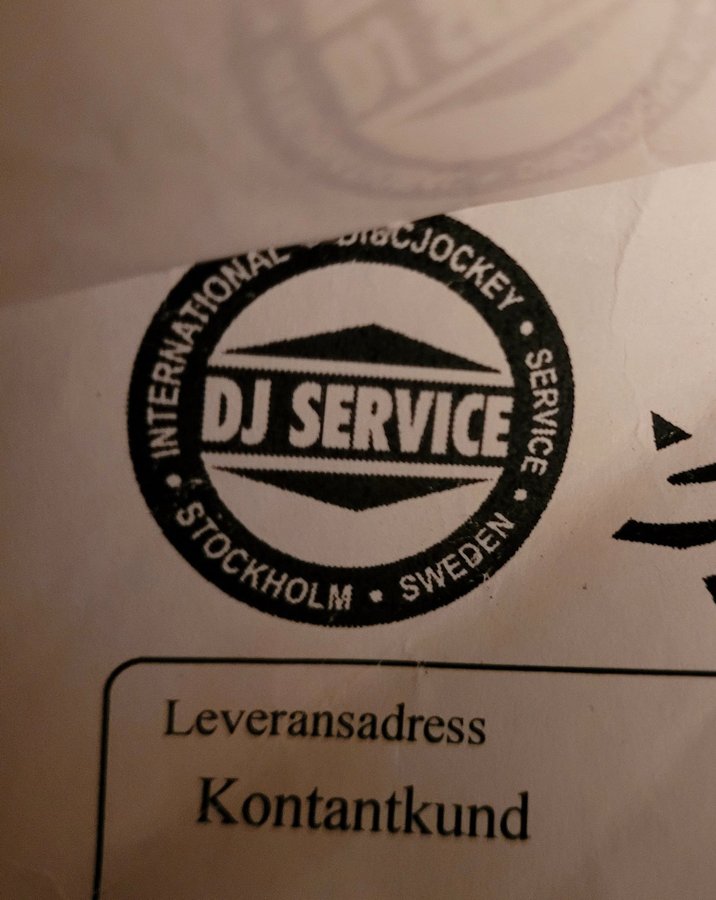 INTERNATIONAL • DISCJOCKEY • SERVICE •
DJ SERVICE
• STOCKHOLM • SWEDEN
Leveransadress
Kontantkund